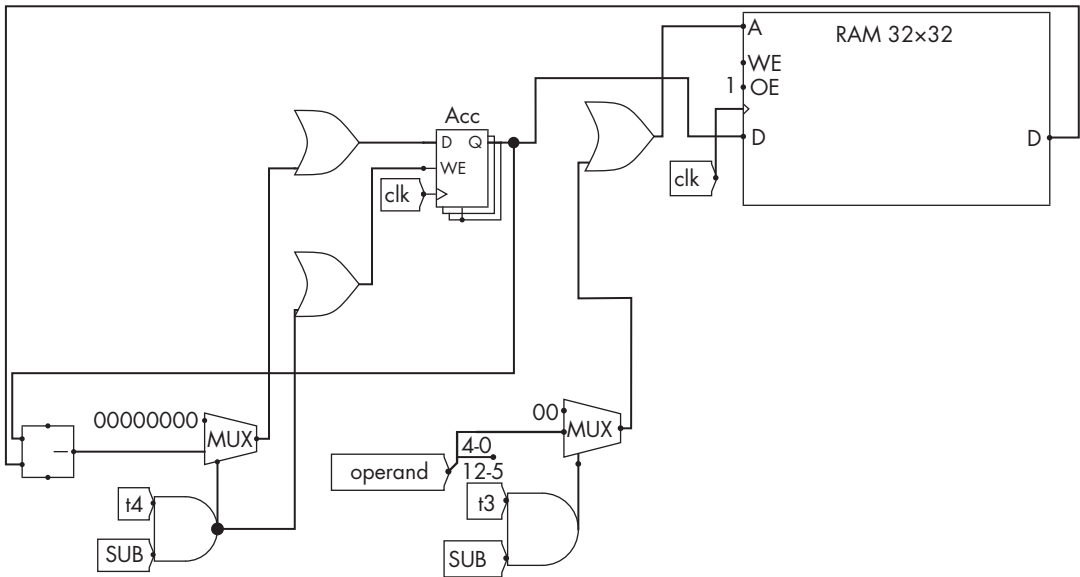 A
RAM 32×32
WE
1 OE
D
D
clk
Acc
D Q
WE
clk
00000000
MUX
–
t4
SUB
00
MUX
operand
4-0
12-5
t3
SUB